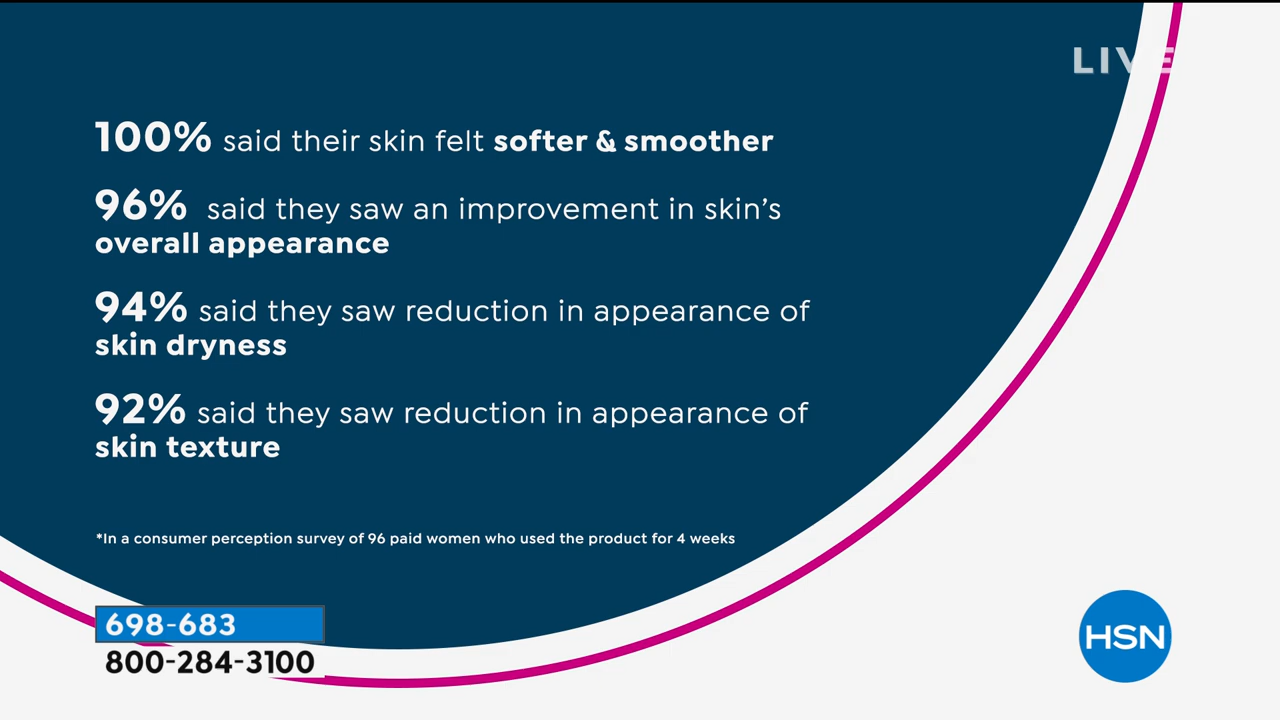 LIVE
100% said their skin felt softer & smoother
96% said they saw an improvement in skin's
overall appearance
94% said they saw reduction in appearance of
skin dryness
92% said they saw reduction in appearance of
skin texture
*In a consumer perception survey of 96 paid women who used the product for 4 weeks
698-683
800-284-3100
HSN